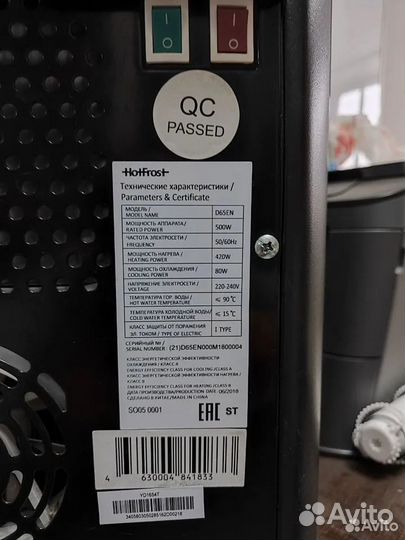 I I
O O
QC
PASSED
HotFrost
Технические характеристики /
Parameters & Certificate
МОДЕЛЬ /
MODEL NAME
D65EN
МОЩНОСТЬ АППАРАТА/
RATED POWER
500W
ЧАСТОТА ЭЛЕКТРОСЕТИ /
FREQUENCY
50/60Hz
МОЩНОСТЬ НАГРЕВА /
HEATING POWER
420W
МОЩНОСТЬ ОХЛАЖДЕНИЯ /
COOLING POWER
80W
НАПРЯЖЕНИЕ ЭЛЕКТРОСЕТИ /
VOLTAGE
220-240V
ТЕМПЕРАТУРА ГОР. ВОДЫ /
HOT WATER TEMPERATURE
≤ 90℃
ТЕМПЕРАТУРА ХОЛОДНОЙ ВОДЫ/
COLD WATER TEMPERATURE
≤ 15℃
КЛАСС ЗАЩИТЫ ОТ ПОРАЖЕНИЯ
ЭЛ. ТОКОМ / TYPE OF ELECTRIC
I TYPE
СЕРИЙНЫЙ № /
SERIAL NUMBER : (21)D65EN000M1800004
КЛАСС ЭНЕРГЕТИЧЕСКОЙ ЭФФЕКТИВНОСТИ
ОХЛАЖДЕНИЯ / КЛАСС А
ENERGY EFFICIENCY CLASS FOR COOLING /CLASS A
КЛАСС ЭНЕРГЕТИЧЕСКОЙ ЭФФЕКТИВНОСТИ НАГРЕВА /
КЛАСС B
ENERGY EFFICIENCY CLASS FOR HEATING /CLASS B
ДАТА ПРОИЗВОДСТВА/PRODUCTION DATE: 06/2018
СДЕЛАНО В КИТАЕ/MADE IN CHINA
SO05 0001
EAC ST
4 630004 841833
YD1654T
Avito
Avito